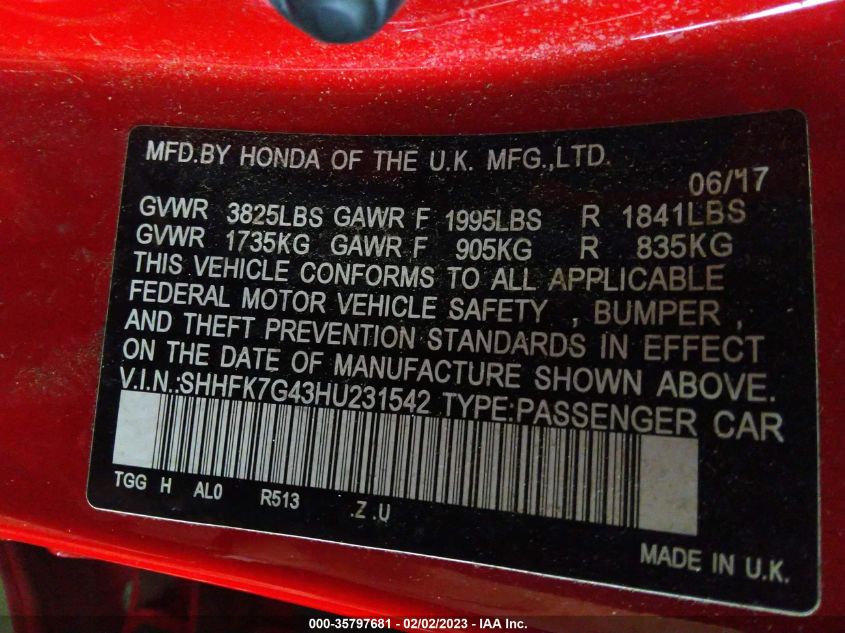 MFD.BY HONDA OF THE U.K. MFG.,LTD.
06/17
GVWR 3825LBS GAWR F 1995LBS R 1841LBS
GVWR 1735KG GAWR F 905KG R 835KG
THIS VEHICLE CONFORMS TO ALL APPLICABLE
FEDERAL MOTOR VEHICLE SAFETY , BUMPER ,
AND THEFT PREVENTION STANDARDS IN EFFECT
ON THE DATE OF MANUFACTURE SHOWN ABOVE.
V.I.N.:SHHFK7G43HU231542 TYPE:PASSENGER CAR
TGG H AL0 R513 .Z .U
MADE IN U.K.
000-35797681 - 02/02/2023 - IAA Inc.